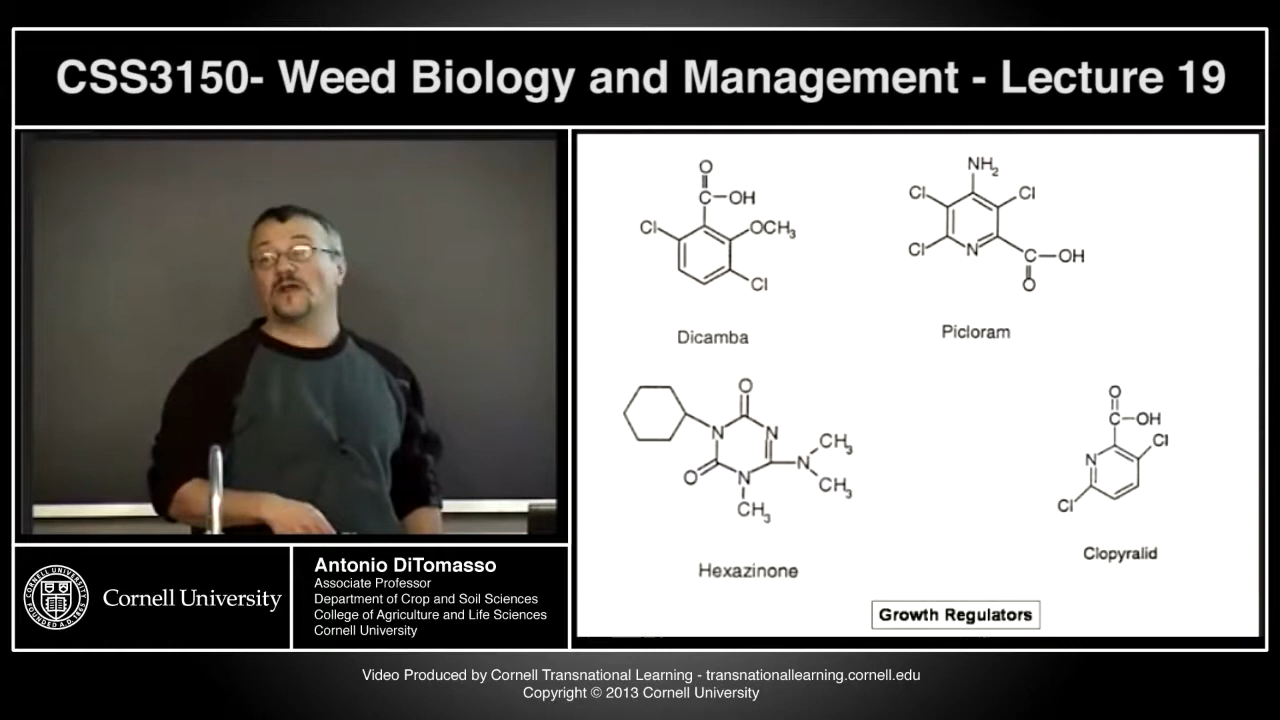 CSS3150- Weed Biology and Management - Lecture 19
O
C-OH
Cl
OCH3
Cl
Dicamba
NH2
Cl
Cl
Cl
N
C-OH
O
Picloram
O
N
N
O
N
N
CH3
CH3
CH3
Hexazinone
O
C-OH
Cl
N
Cl
Clopyralid
Growth Regulators
Cornell University
Antonio DiTomasso
Associate Professor
Department of Crop and Soil Sciences
College of Agriculture and Life Sciences
Cornell University
Video Produced by Cornell Transnational Learning - transnationallearning.cornell.edu
Copyright © 2013 Cornell University